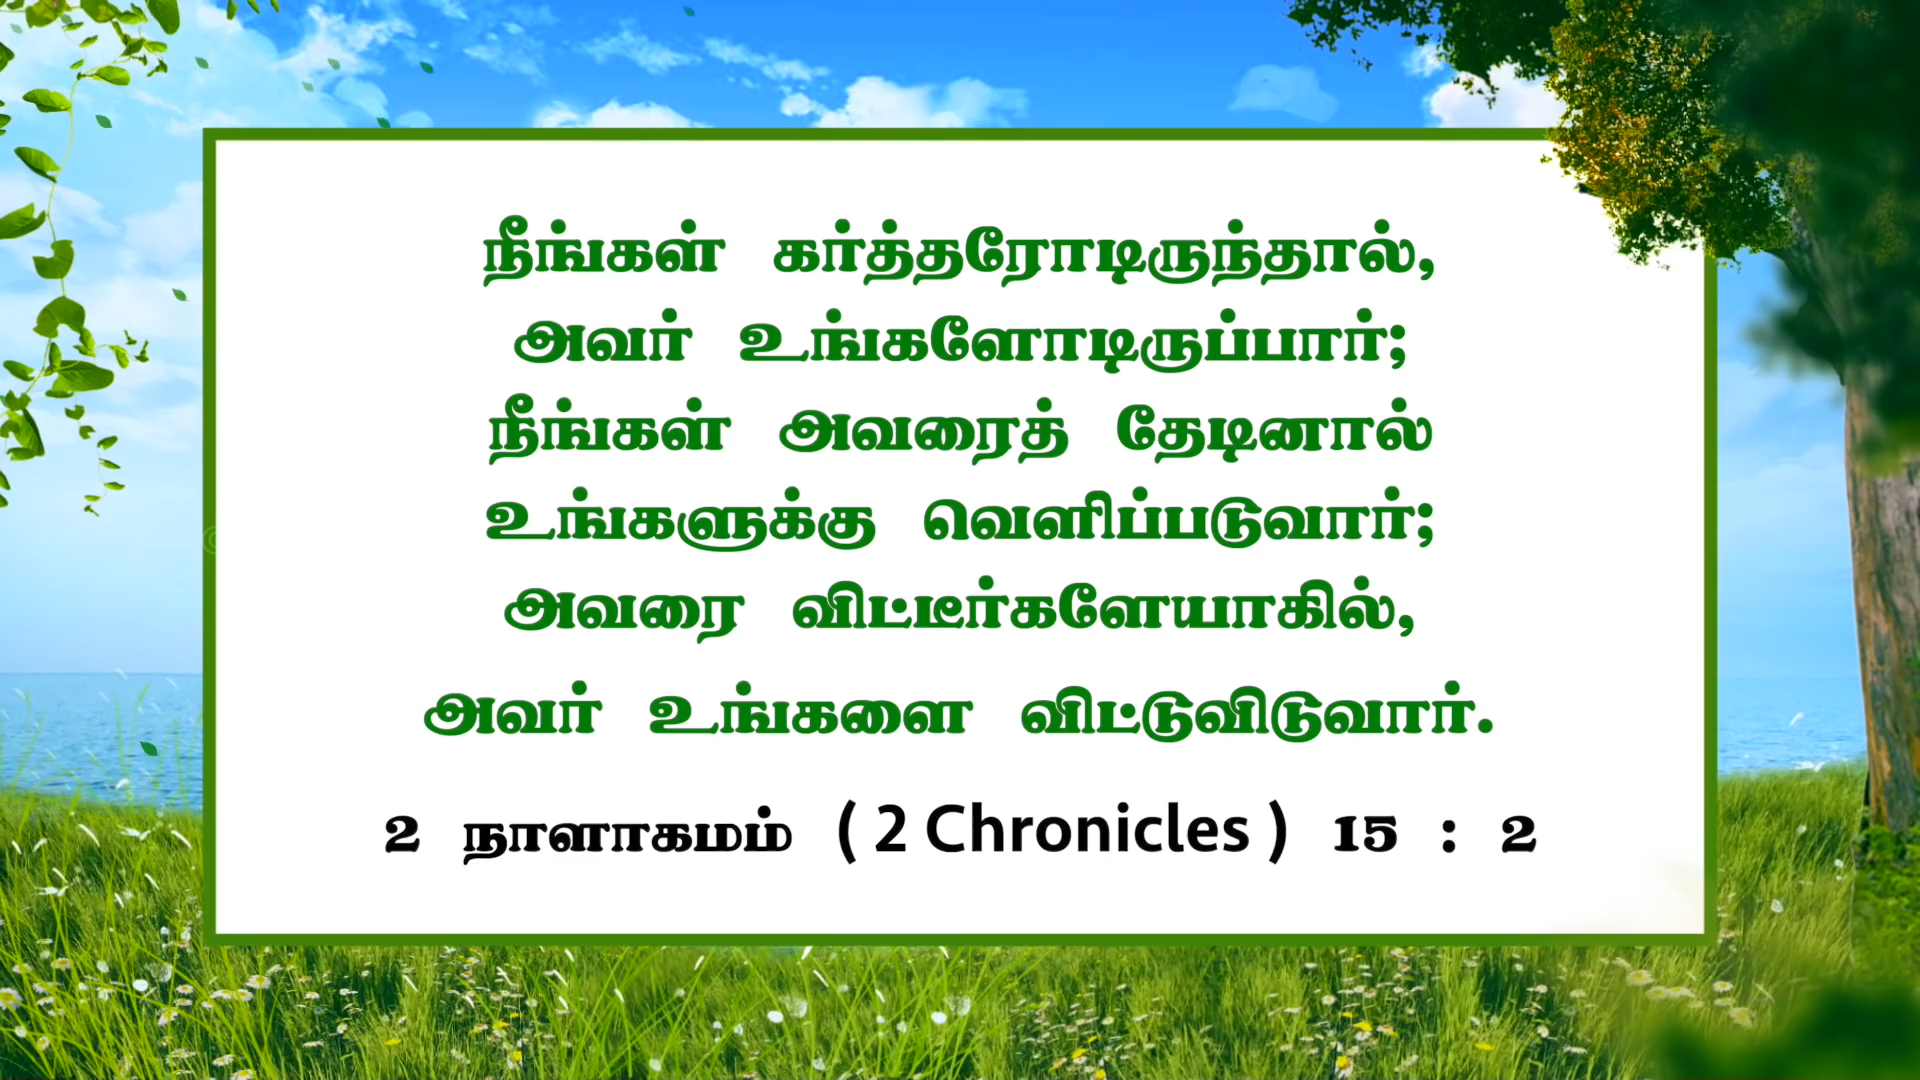 நீங்கள் கர்த்தரோடிருந்தால்,
அவர் உங்களோடிருப்பார்;
நீங்கள் அவரைத் தேடினால்
உங்களுக்கு வெளிப்படுவார்;
அவரை விட்டீர்களேயாகில்,
அவர் உங்களை விட்டுவிடுவார்.
2 நாளாகமம் ( 2 Chronicles ) 15 : 2